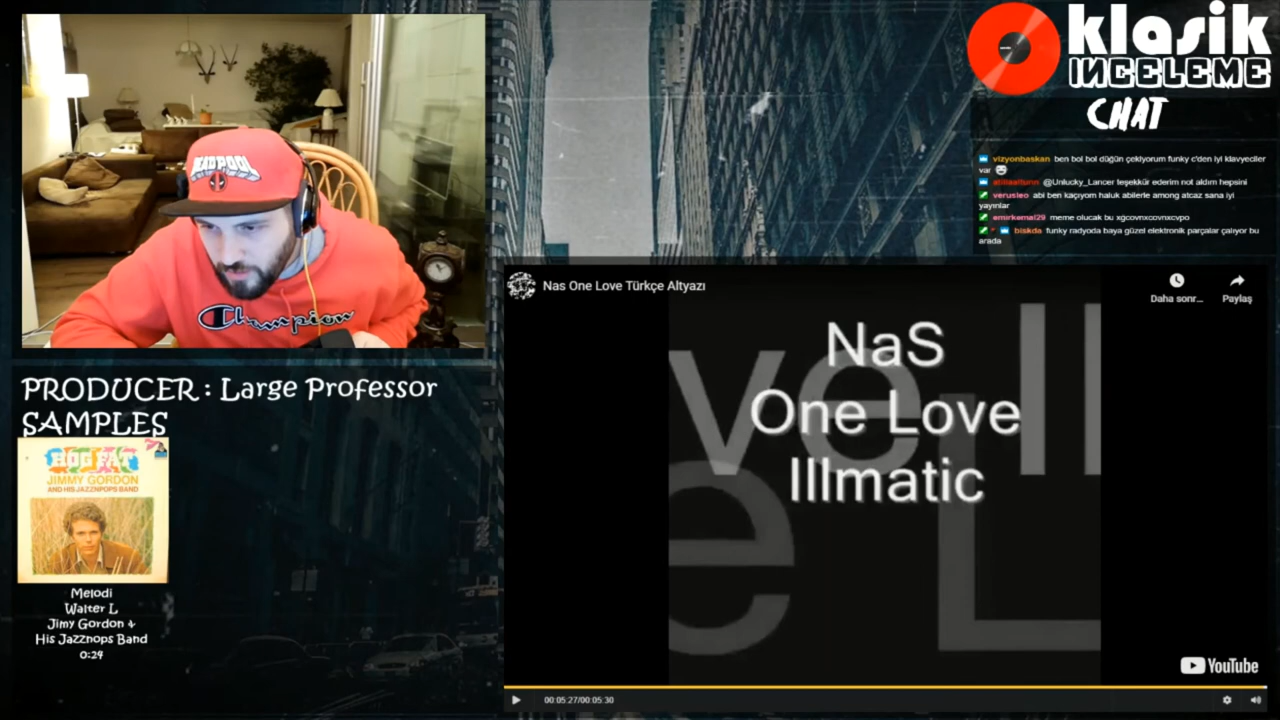 klasik
INCELEME
CHAT
vizyonbaskan ben bol bol düğün çekiyorum funky c'den iyi klavyeciler
var
@Unlucky_Lancer teşekkür ederim not aldım hepsini
verusleo abi ben kaçıyom haluk abilerle among atcaz sana iyi
yayınlar
emirkemal29 meme olucak bu xgcovnxcovnxcvpo
biskda funky radyoda baya güzel elektronik parçalar çalıyor bu
arada
DEADPOOL
Champion
Nas One Love Türkçe Altyazı
Daha sonr...
Paylaş
NaS
One Love
Illmatic
YouTube
00:05:27/00:05:30
PRODUCER : Large Professor
SAMPLES
HOG FAT
JIMMY GORDON
AND HIS JAZZNPOPS BAND
Melodi
Walter L
Jimy Gordon &
His Jazznops Band
0:24